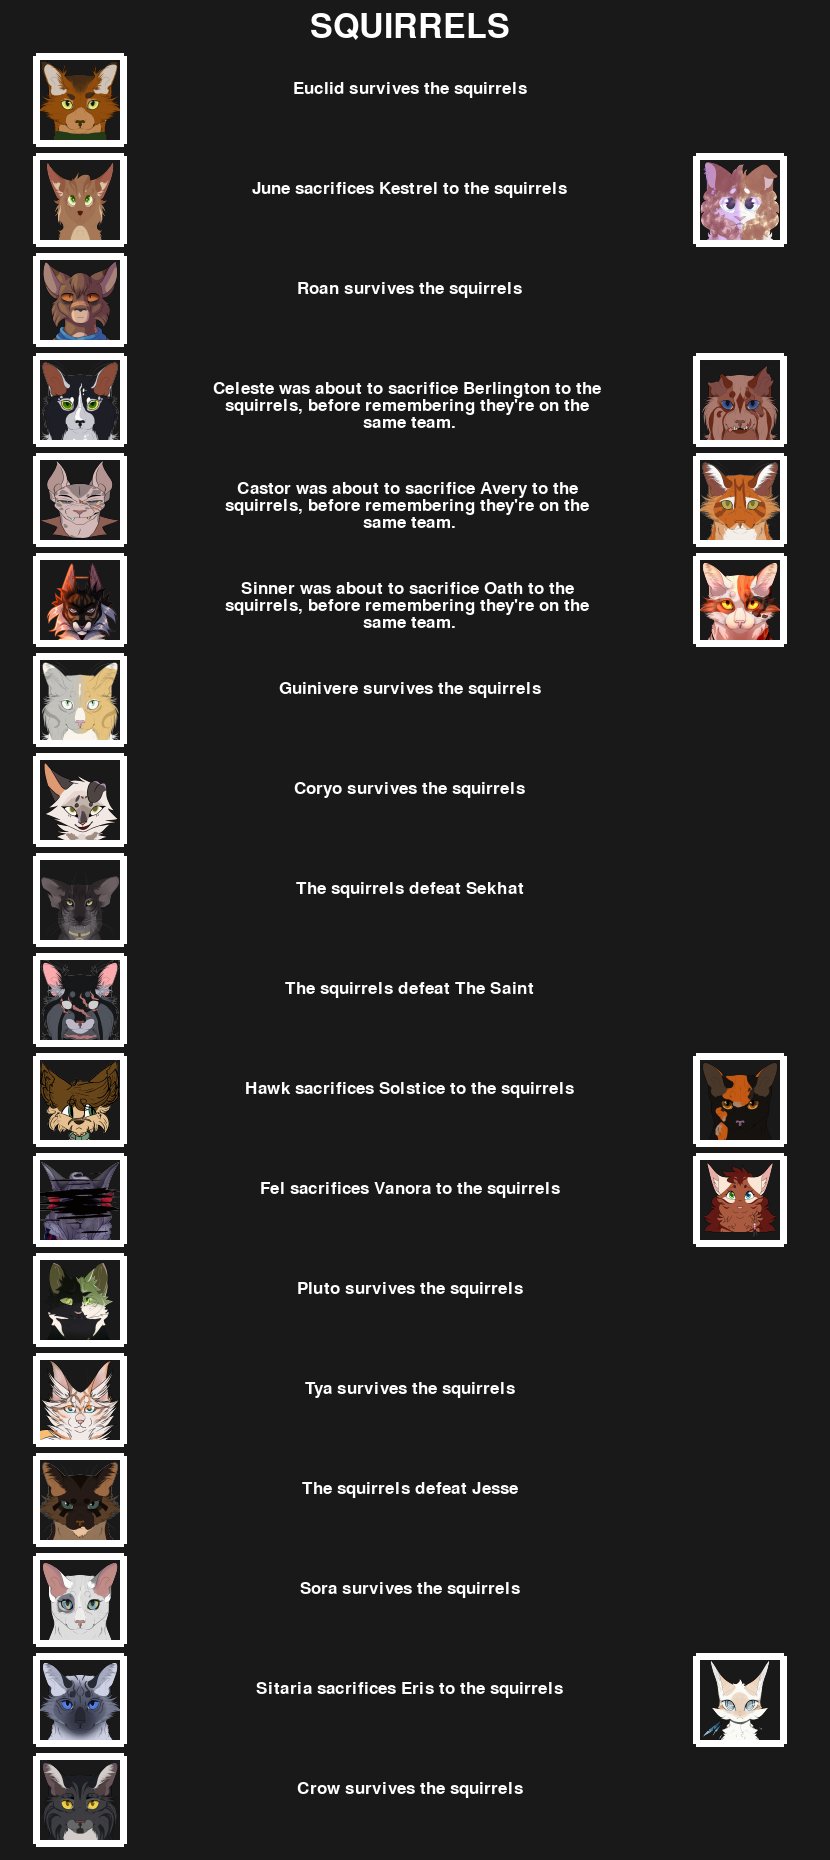 SQUIRRELS
Euclid survives the squirrels
June sacrifices Kestrel to the squirrels
Roan survives the squirrels
Celeste was about to sacrifice Berlington to the
squirrels, before remembering they're on the
same team.
Castor was about to sacrifice Avery to the
squirrels, before remembering they're on the
same team.
Sinner was about to sacrifice Oath to the
squirrels, before remembering they're on the
same team.
Guinivere survives the squirrels
Coryo survives the squirrels
The squirrels defeat Sekhat
The squirrels defeat The Saint
Hawk sacrifices Solstice to the squirrels
Fel sacrifices Vanora to the squirrels
Pluto survives the squirrels
Tya survives the squirrels
The squirrels defeat Jesse
Sora survives the squirrels
Sitaria sacrifices Eris to the squirrels
Crow survives the squirrels